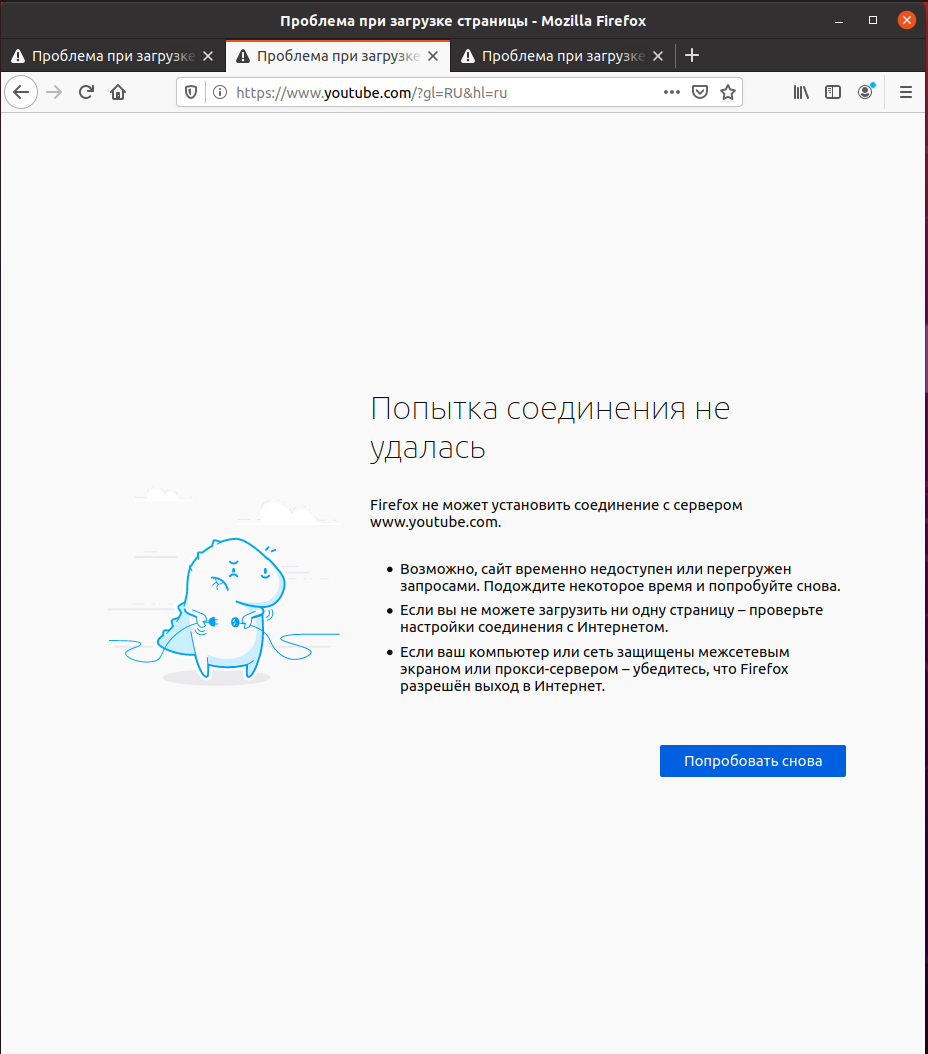 Проблема при загрузке страницы - Mozilla Firefox
Проблема при загрузке
Проблема при загрузке
Проблема при загрузке
https://www.youtube.com/?gl=RU&hl=ru
Попытка соединения не
удалась
Firefox не может установить соединение с сервером
www.youtube.com.
Возможно, сайт временно недоступен или перегружен
запросами. Подождите некоторое время и попробуйте снова.
Если вы не можете загрузить ни одну страницу – проверьте
настройки соединения с Интернетом.
Если ваш компьютер или сеть защищены межсетевым
экраном или прокси-сервером – убедитесь, что Firefox
разрешён выход в Интернет.
Попробовать снова